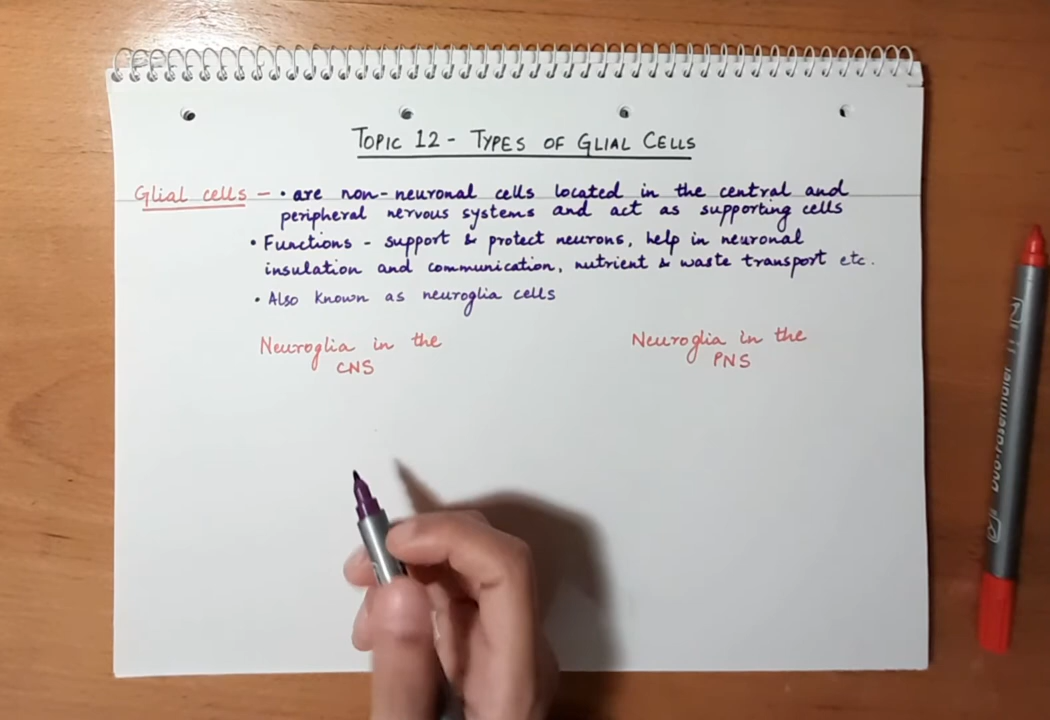 TOPIC 12 - TYPES OF GLIAL CELLS
Glial cells - • are non-neuronal cells located in the central and
peripheral nervous systems and act as supporting cells
• Functions - support & protect neurons, help in neuronal
insulation and communication, nutrient & waste transport etc.
• Also known as neuroglia cells
Neuroglia in the
CNS
Neuroglia in the
PNS